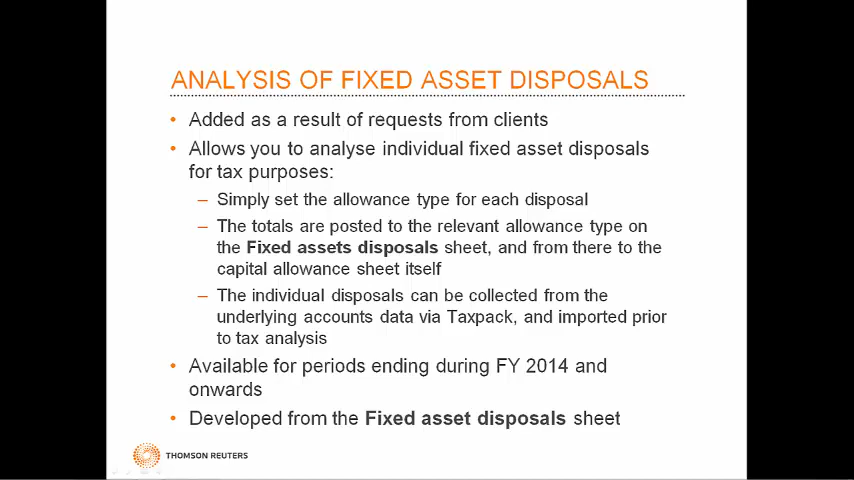 ANALYSIS OF FIXED ASSET DISPOSALS
• Added as a result of requests from clients
• Allows you to analyse individual fixed asset disposals
for tax purposes:
– Simply set the allowance type for each disposal
– The totals are posted to the relevant allowance type on
the Fixed assets disposals sheet, and from there to the
capital allowance sheet itself
– The individual disposals can be collected from the
underlying accounts data via Taxpack, and imported prior
to tax analysis
• Available for periods ending during FY 2014 and
onwards
• Developed from the Fixed asset disposals sheet
THOMSON REUTERS